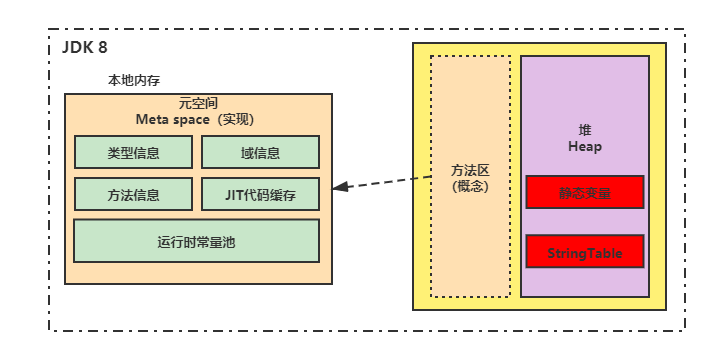 JDK 8
本地内存
元空间
Meta space（实现）
类型信息
域信息
方法信息
JIT代码缓存
运行时常量池
方法区
（概念）
堆
Heap
静态变量
StringTable